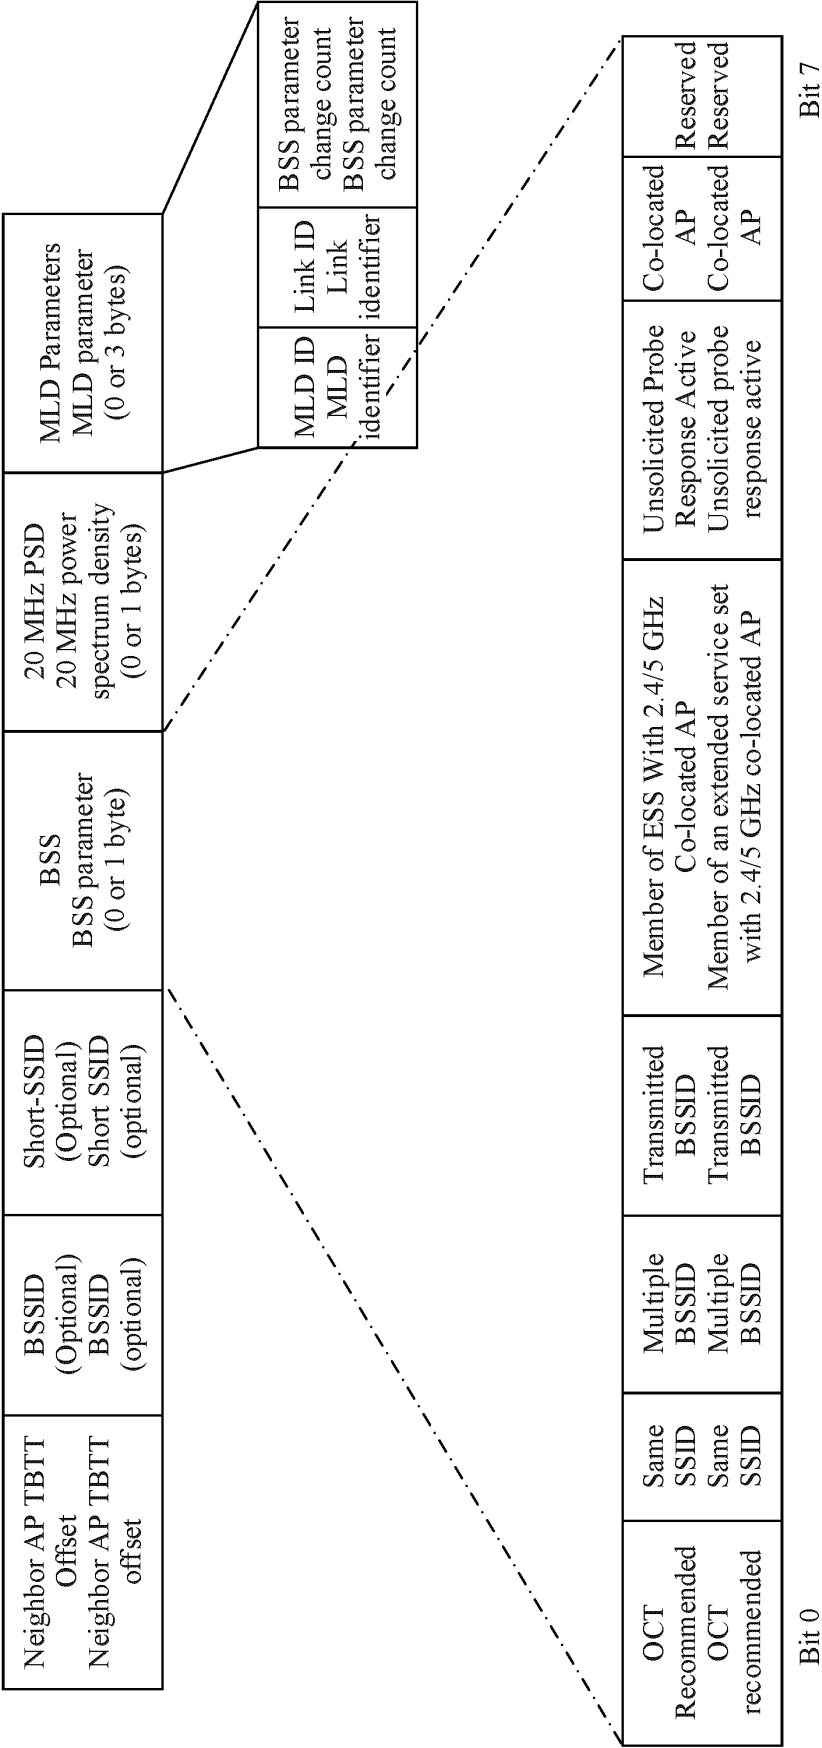 Neighbor AP TBTT
Offset
Neighbor AP TBTT
offset
BSSID
(Optional)
BSSID
(optional)
Short-SSID
(Optional)
Short SSID
(optional)
BSS
BSS parameter
(0 or 1 byte)
20 MHz PSD
20 MHz power
spectrum density
(0 or 1 bytes)
MLD Parameters
MLD parameter
(0 or 3 bytes)
MLD ID
MLD
identifier
Link ID
Link
identifier
BSS parameter
change count
BSS parameter
change count
OCT
Recommended
OCT
recommended
Same
SSID
Same
SSID
Multiple
BSSID
Multiple
BSSID
Transmitted
BSSID
Transmitted
BSSID
Member of ESS With 2.4/5 GHz
Co-located AP
Member of an extended service set
with 2.4/5 GHz co-located AP
Unsolicited Probe
Response Active
Unsolicited probe
response active
Co-located
AP
Co-located
AP
Reserved
Reserved
Bit 0
Bit 7